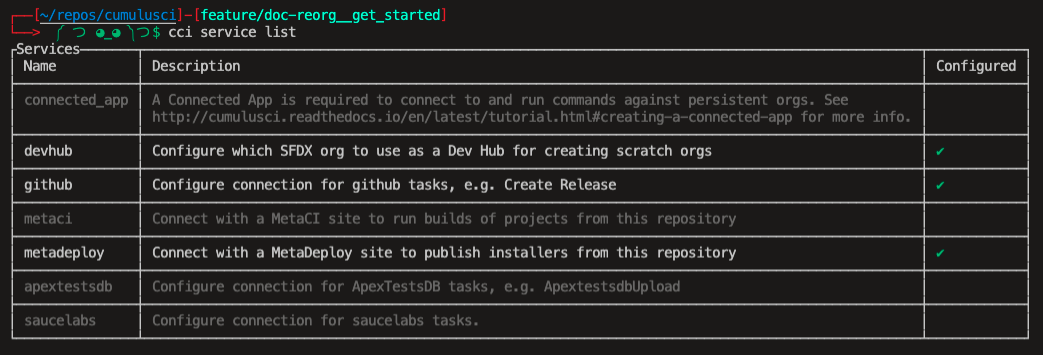 [~/repos/cumulusci]-[feature/doc-reorg__get_started]
( つ ◕_◕ )つ$ cci service list
Services
Name Description Configured
connected_app A Connected App is required to connect to and run commands against persistent orgs. See
http://cumulusci.readthedocs.io/en/latest/tutorial.html#creating-a-connected-app for more info.
devhub Configure which SFDX org to use as a Dev Hub for creating scratch orgs ✔
github Configure connection for github tasks, e.g. Create Release ✔
metaci Connect with a MetaCI site to run builds of projects from this repository
metadeploy Connect with a MetaDeploy site to publish installers from this repository ✔
apextestsdb Configure connection for ApexTestsDB tasks, e.g. ApextestsdbUpload
saucelabs Configure connection for saucelabs tasks.